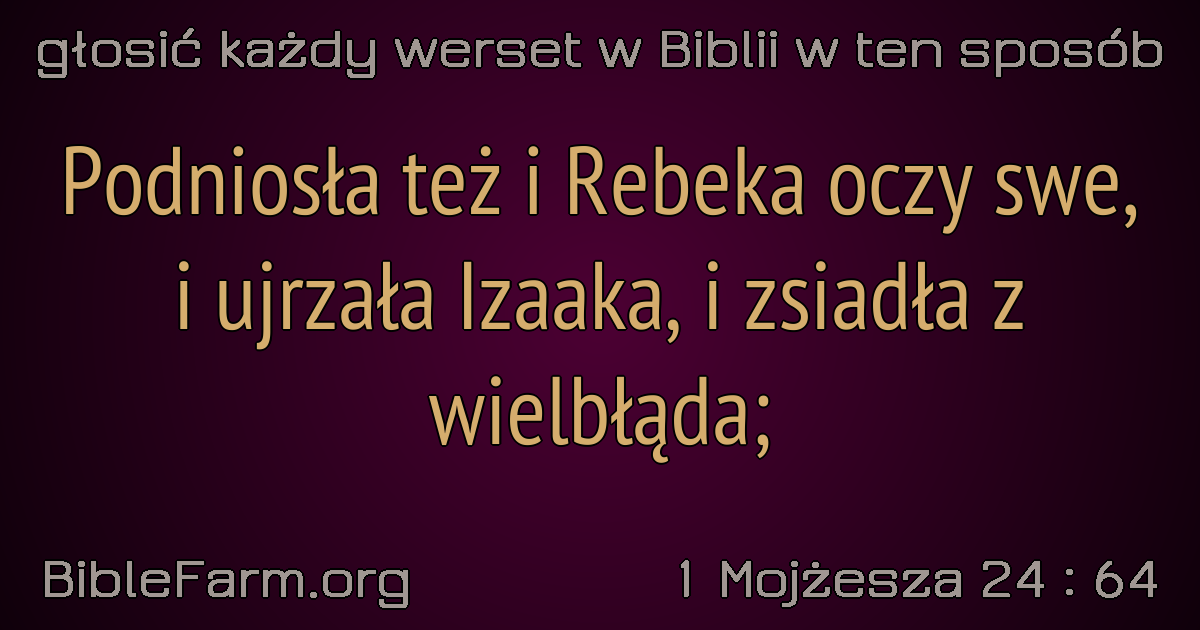 głosić każdy werset w Biblii w ten sposób
Podniosła też i Rebeka oczy swe,
i ujrzała Izaaka, i zsiadła z
wielbłąda;
BibleFarm.org
1 Mojżesza 24 : 64